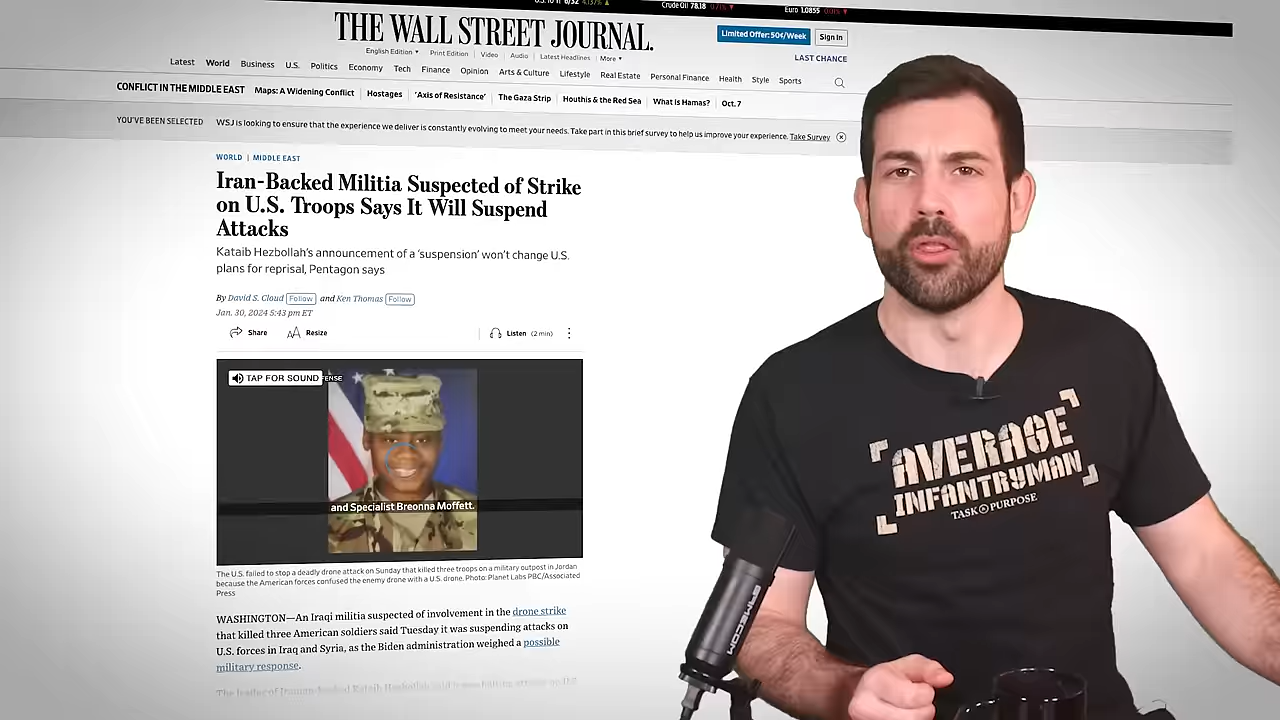 Crude Oil 78.18 0.71% ▼
Euro 1.0855 0.01% ▼
THE WALL STREET JOURNAL.
Limited Offer: 50¢/Week
Sign In
English Edition ▾ Print Edition Video Audio Latest Headlines More ▾
LAST CHANCE
Latest World Business U.S. Politics Economy Tech Finance Opinion Arts & Culture Lifestyle Real Estate Personal Finance Health Style Sports
CONFLICT IN THE MIDDLE EAST Maps: A Widening Conflict Hostages 'Axis of Resistance' The Gaza Strip Houthis & the Red Sea What is Hamas? Oct. 7
YOU'VE BEEN SELECTED WSJ is looking to ensure that the experience we deliver is constantly evolving to meet your needs. Take part in this brief survey to help us improve your experience. Take Survey
WORLD | MIDDLE EAST
Iran-Backed Militia Suspected of Strike
on U.S. Troops Says It Will Suspend
Attacks
Kataib Hezbollah's announcement of a 'suspension' won't change U.S.
plans for reprisal, Pentagon says
By David S. Cloud Follow and Ken Thomas Follow
Jan. 30, 2024 5:43 pm ET
Share Resize Listen (2 min)
TAP FOR SOUND
and Specialist Breonna Moffett.
The U.S. failed to stop a deadly drone attack on Sunday that killed three troops on a military outpost in Jordan
because the American forces confused the enemy drone with a U.S. drone. Photo: Planet Labs PBC/Associated
Press
WASHINGTON—An Iraqi militia suspected of involvement in the drone strike
that killed three American soldiers said Tuesday it was suspending attacks on
U.S. forces in Iraq and Syria, as the Biden administration weighed a possible
military response.
AVERAGE
INFANTRYMAN
TASK PURPOSE
GAMECOM